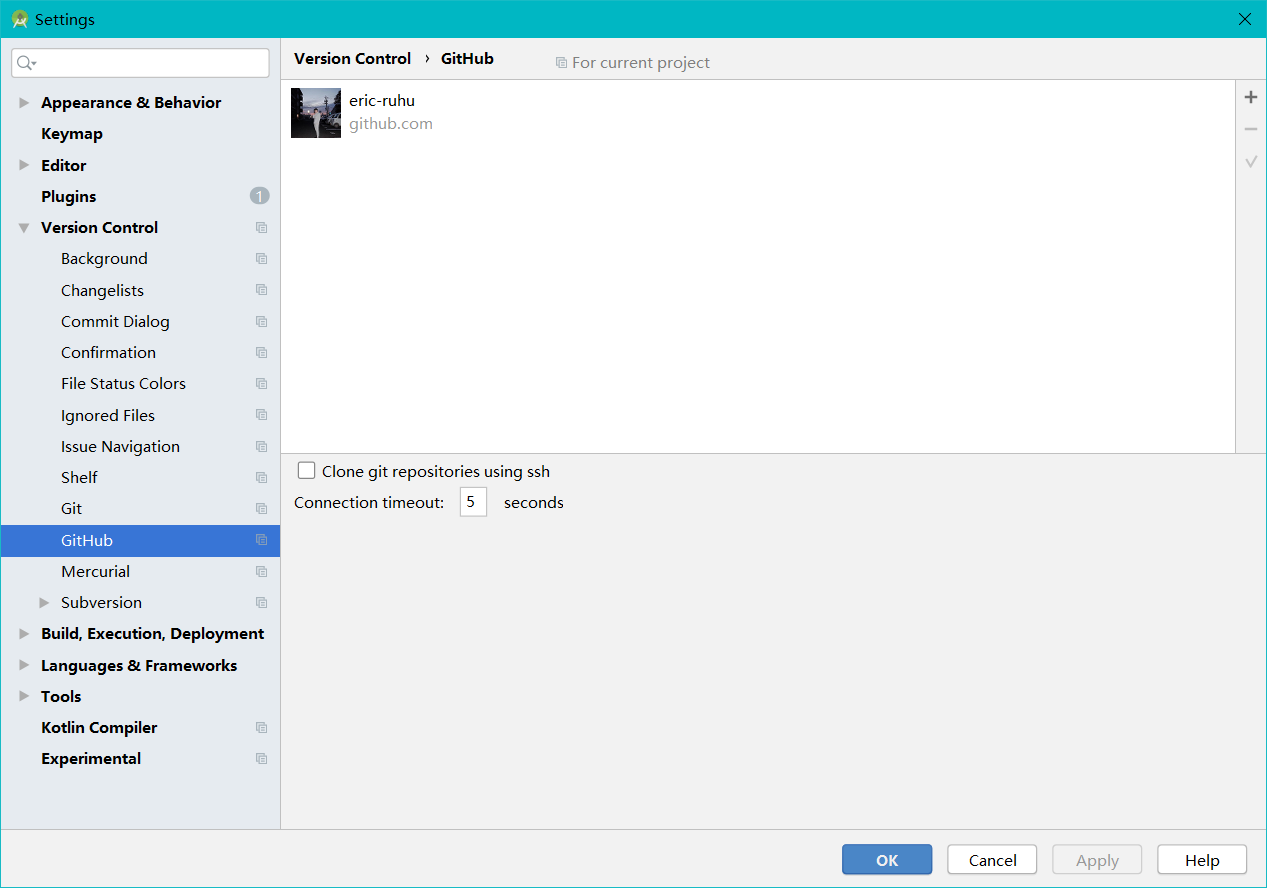 Settings
Version Control › GitHub For current project
Appearance & Behavior
Keymap
Editor
Plugins 1
Version Control
Background
Changelists
Commit Dialog
Confirmation
File Status Colors
Ignored Files
Issue Navigation
Shelf
Git
GitHub
Mercurial
Subversion
Build, Execution, Deployment
Languages & Frameworks
Tools
Kotlin Compiler
Experimental
eric-ruhu
github.com
Clone git repositories using ssh
Connection timeout: 5 seconds
OK Cancel Apply Help